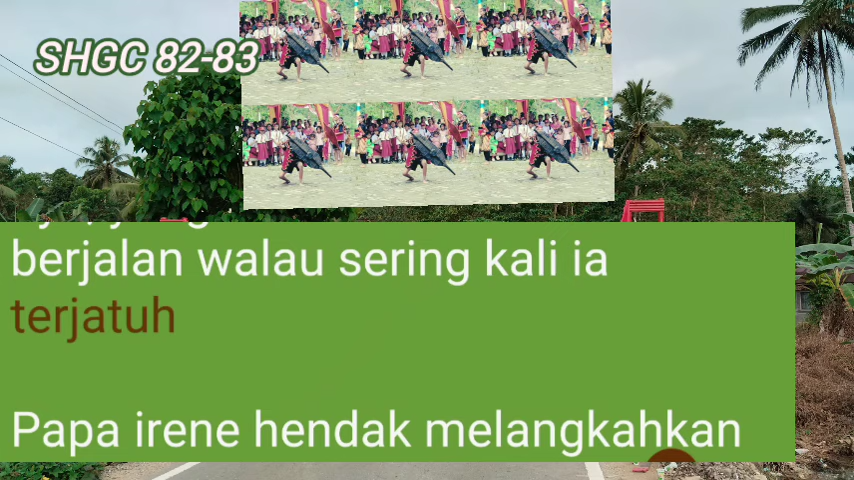 SHGC 82-83
berjalan walau sering kali ia
terjatuh
Papa irene hendak melangkahkan